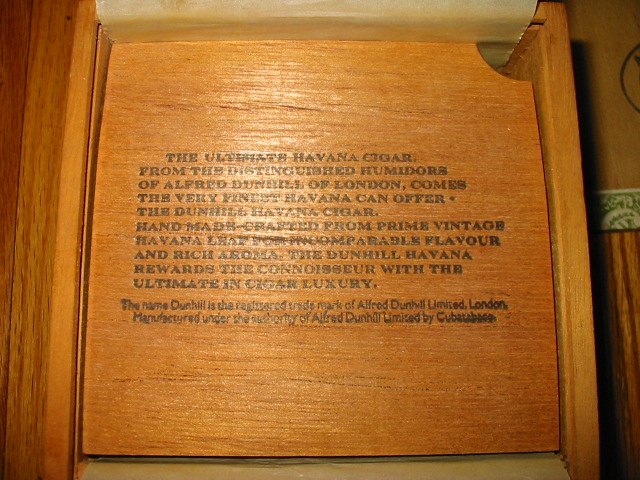 THE ULTIMATE HAVANA CIGAR.
FROM THE DISTINGUISHED HUMIDORS
OF ALFRED DUNHILL OF LONDON, COMES
THE VERY FINEST HAVANA CAN OFFER •
THE DUNHILL HAVANA CIGAR.
HAND MADE-CRAFTED FROM PRIME VINTAGE
HAVANA LEAF FOR INCOMPARABLE FLAVOUR
AND RICH AROMA, THE DUNHILL HAVANA
REWARDS THE CONNOISSEUR WITH THE
ULTIMATE IN CIGAR LUXURY.
The name Dunhill is the registered trade mark of Alfred Dunhill Limited, London.
Manufactured under the authority of Alfred Dunhill Limited by Cubatabaco.